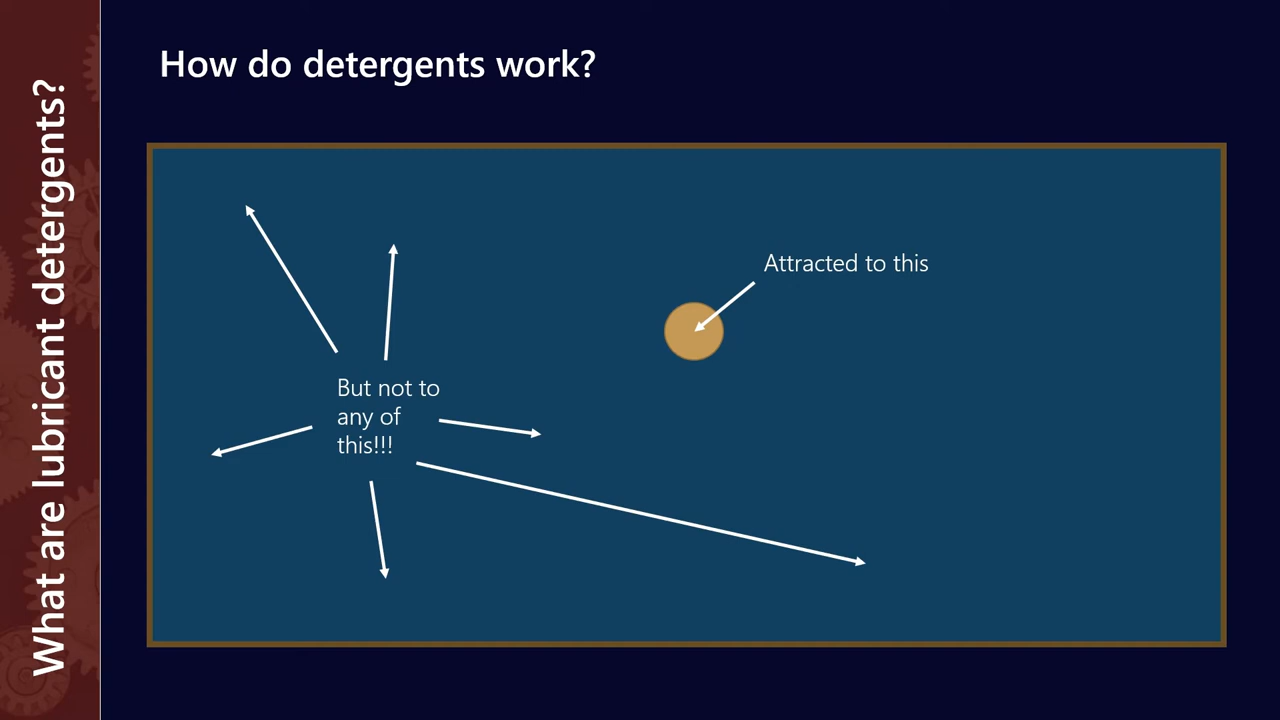 What are lubricant detergents?
How do detergents work?
Attracted to this
But not to
any of
this!!!